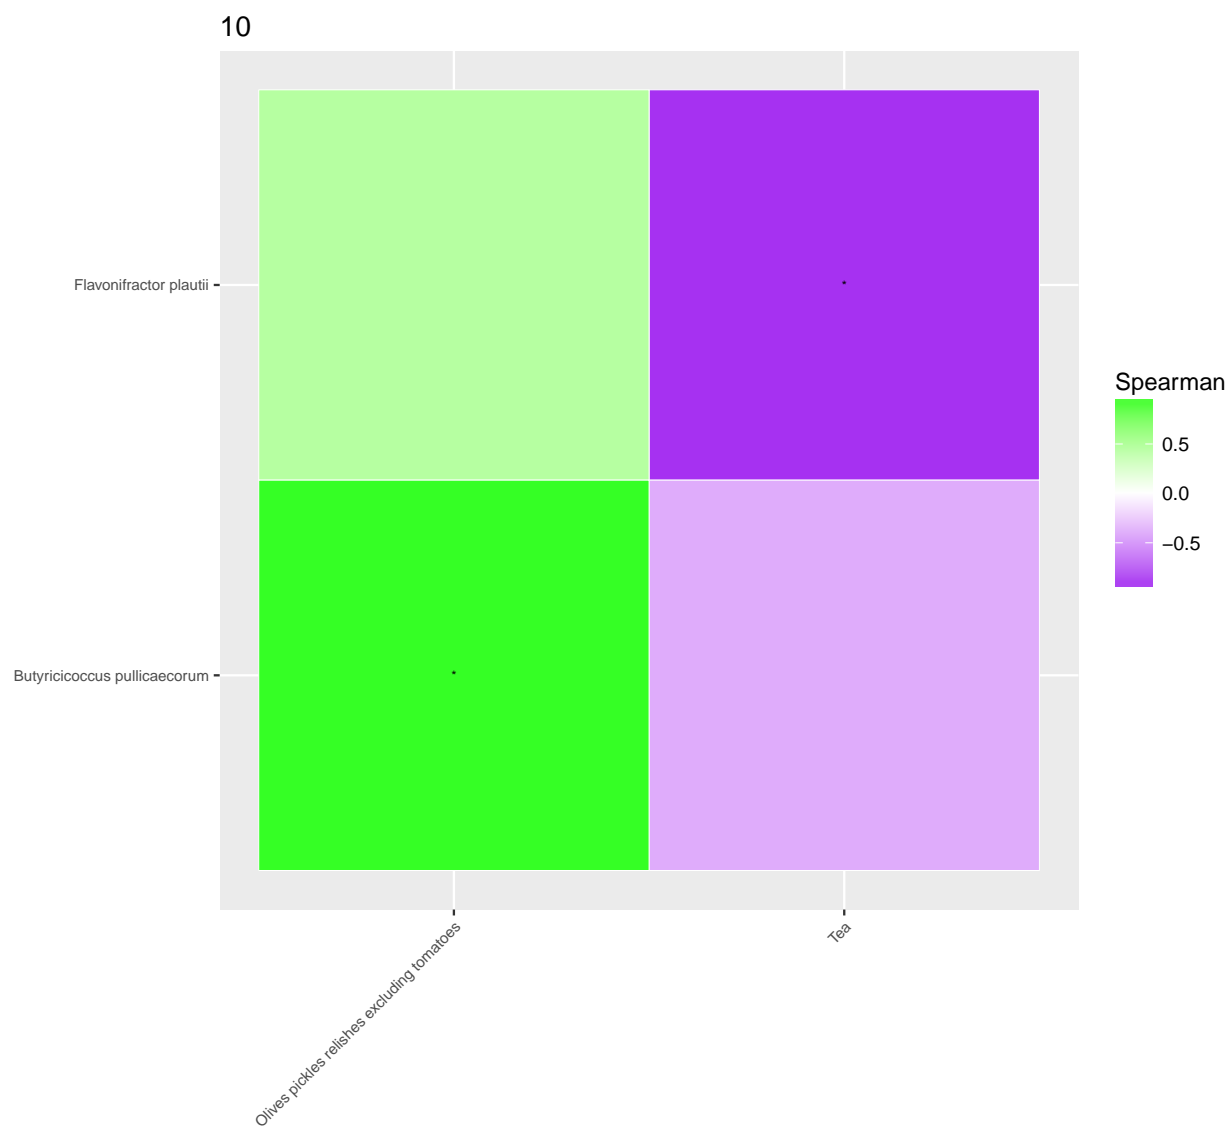 10
Flavonifractor plautii
Butyricicoccus pullicaecorum
Olives pickles relishes excluding tomatoes
Tea
Spearman
0.5
0.0
−0.5